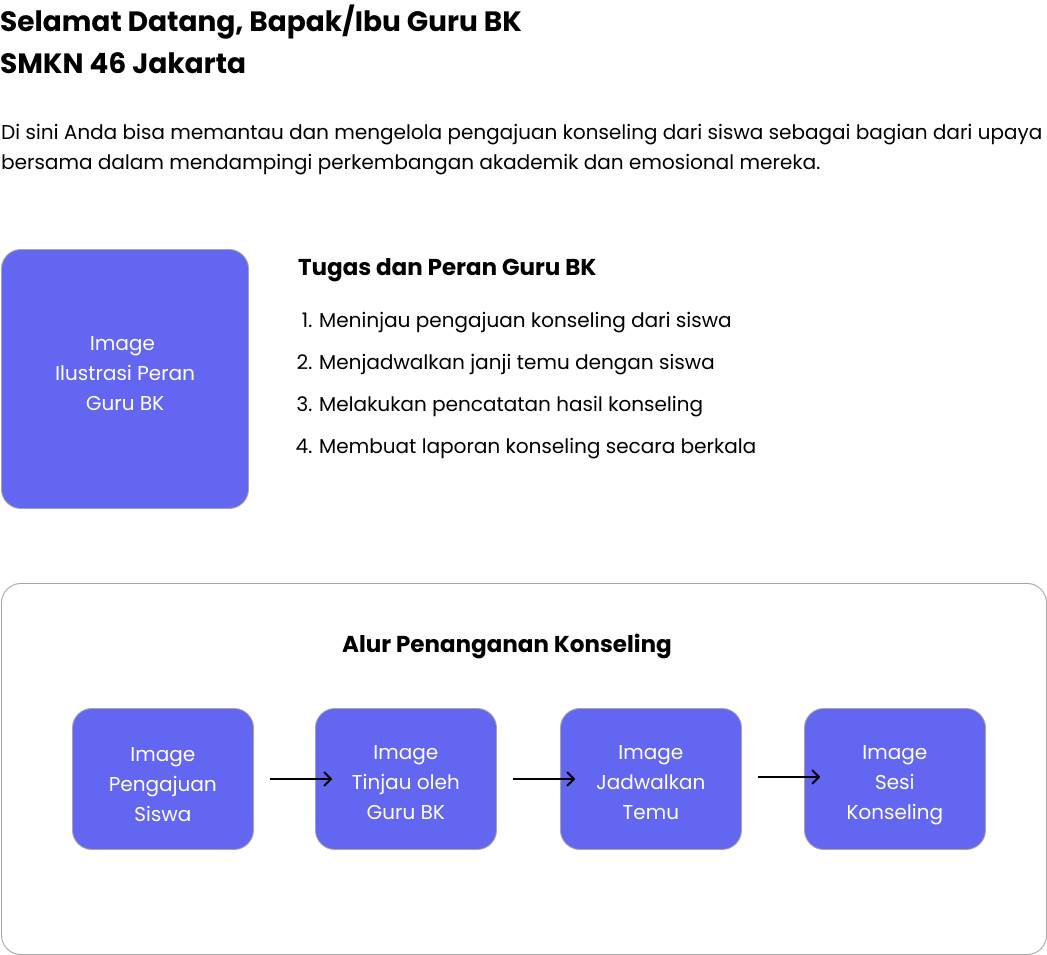 Selamat Datang, Bapak/Ibu Guru BK
SMKN 46 Jakarta
Di sini Anda bisa memantau dan mengelola pengajuan konseling dari siswa sebagai bagian dari upaya
bersama dalam mendampingi perkembangan akademik dan emosional mereka.
Image
Ilustrasi Peran
Guru BK
Tugas dan Peran Guru BK
1. Meninjau pengajuan konseling dari siswa
2. Menjadwalkan janji temu dengan siswa
3. Melakukan pencatatan hasil konseling
4. Membuat laporan konseling secara berkala
Alur Penanganan Konseling
Image
Pengajuan
Siswa
Image
Tinjau oleh
Guru BK
Image
Jadwalkan
Temu
Image
Sesi
Konseling